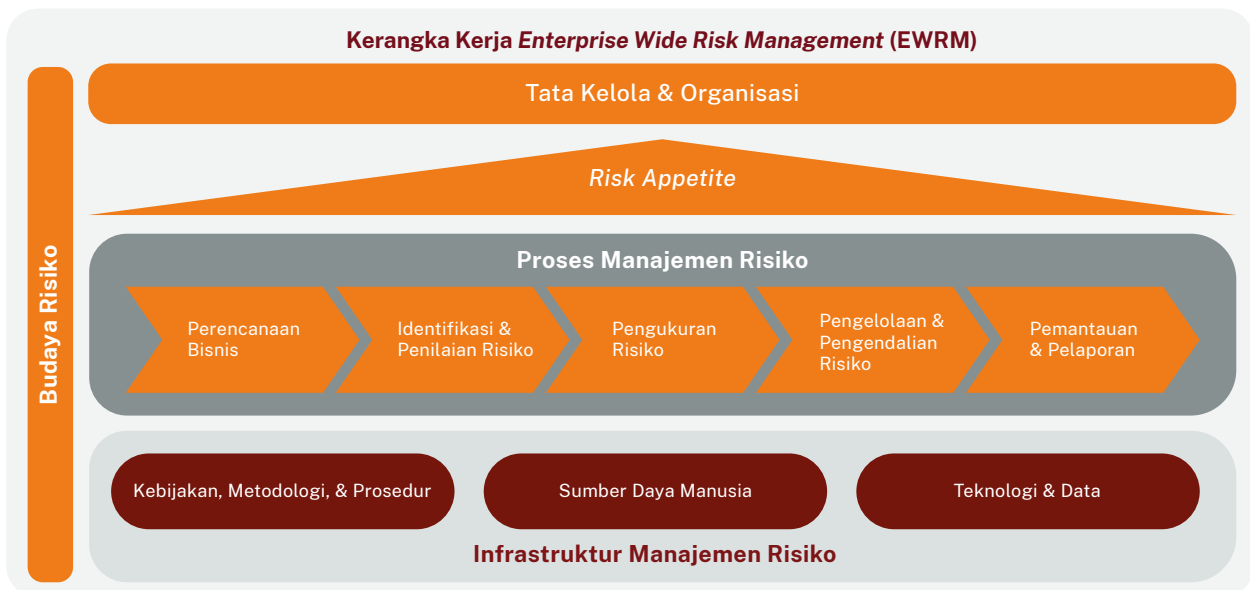 Kerangka Kerja Enterprise Wide Risk Management (EWRM)
Budaya Risiko
Tata Kelola & Organisasi
Risk Appetite
Proses Manajemen Risiko
Perencanaan
Bisnis
Identifikasi &
Penilaian Risiko
Pengukuran
Risiko
Pengelolaan &
Pengendalian
Risiko
Pemantauan
& Pelaporan
Kebijakan, Metodologi, & Prosedur
Sumber Daya Manusia
Teknologi & Data
Infrastruktur Manajemen Risiko